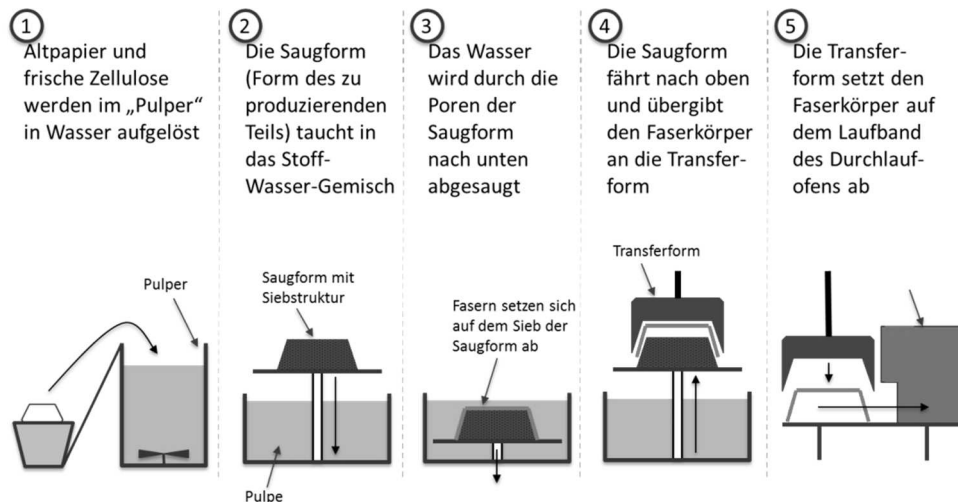 1
Altpapier und
frische Zellulose
werden im „Pulper“
in Wasser aufgelöst
Pulper
2
Die Saugform
(Form des zu
produzierenden
Teils) taucht in
das Stoff-
Wasser-Gemisch
Saugform mit
Siebstruktur
Pulpe
3
Das Wasser
wird durch die
Poren der
Saugform
nach unten
abgesaugt
Fasern setzen sich
auf dem Sieb der
Saugform ab
4
Die Saugform
fährt nach oben
und übergibt
den Faserkörper
an die Transfer-
form
Transferform
5
Die Transfer-
form setzt den
Faserkörper auf
dem Laufband
des Durchlauf-
ofens ab